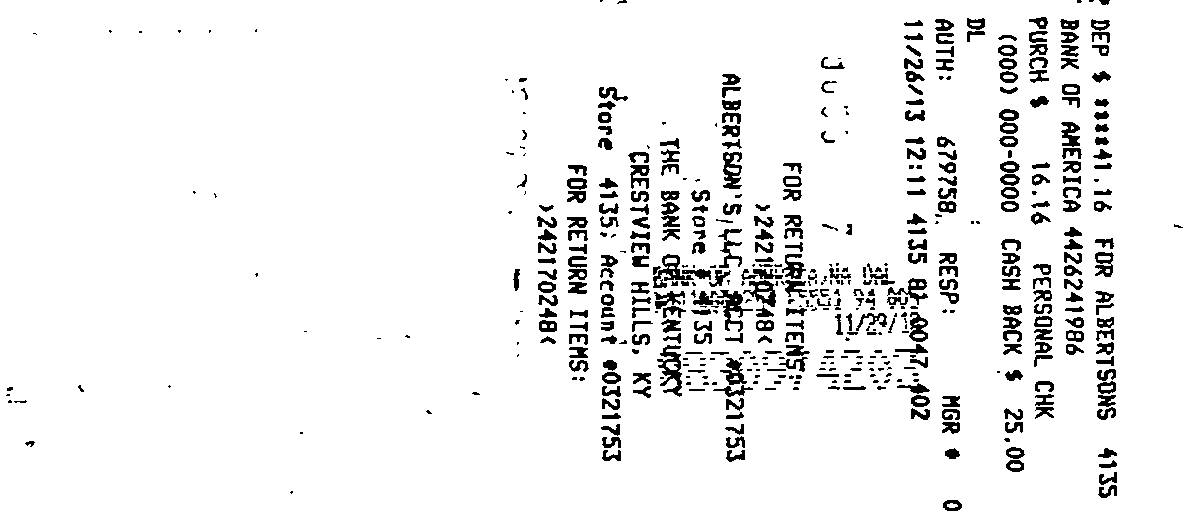 DEP $ ****41.16 FOR ALBERTSONS 4135
BANK OF AMERICA 4426241986
PURCH $ 16.16 PERSONAL CHK
(000) 000-0000 CASH BACK $ 25.00
DL
AUTH: 679758, RESP: MGR # 0
11/26/13 12:11 4135 81 0047 402
FOR RETURN ITEMS:
>242170248<
ALBERTSON'S,LLC ACCT #0321753
Store # 4135
THE BANK OF KENTUCKY
CRESTVIEW HILLS, KY
Store 4135; Account #0321753
FOR RETURN ITEMS:
>242170248<
11/29/1